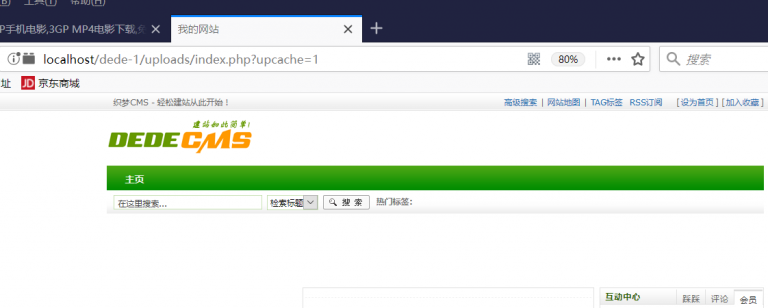 工具(T) 帮助(H)
P手机电影,3GP MP4电影下载,
我的网站
localhost/dede-1/uploads/index.php?upcache=1
80%
搜索
址 JD 京东商城
织梦CMS - 轻松建站从此开始！
高级搜索 | 网站地图 | TAG标签 RSS订阅 [设为首页] [加入收藏]
建站如此简单!
DEDECMS
主页
在这里搜索... 检索标题 搜索 热门标签:
互动中心 踩踩 评论 会员